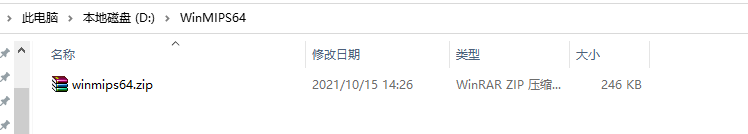 此电脑 本地磁盘 (D:) WinMIPS64
名称 修改日期 类型 大小
winmips64.zip 2021/10/15 14:26 WinRAR ZIP 压缩... 246 KB